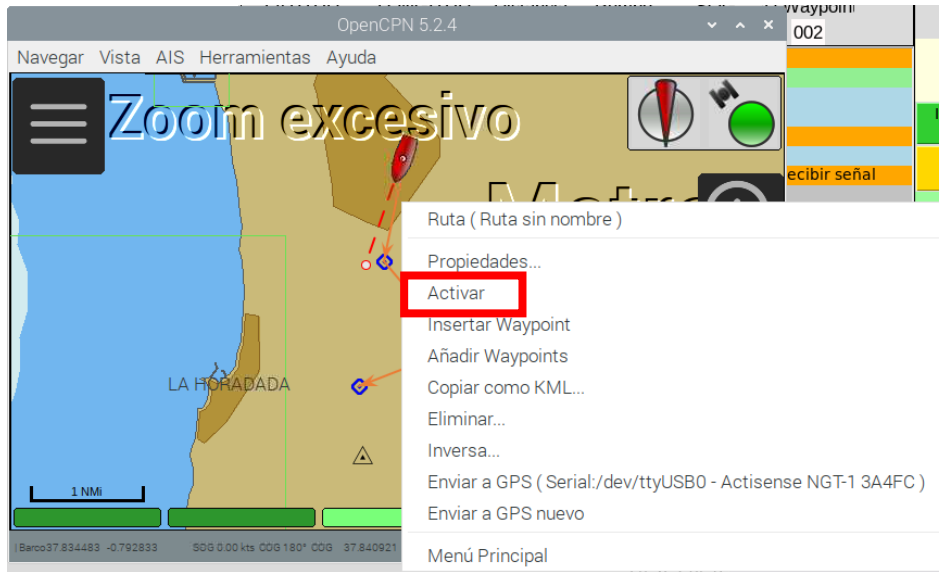 OpenCPN 5.2.4
Waypoin
002
Navegar Vista AIS Herramientas Ayuda
Zoom excesivo
ecibir señal
Ruta ( Ruta sin nombre )
Propiedades...
Activar
Insertar Waypoint
Añadir Waypoints
LA HORADADA
Copiar como KML...
Eliminar...
Inversa...
Enviar a GPS ( Serial:/dev/ttyUSB0 - Actisense NGT-1 3A4FC )
1 NMi
Enviar a GPS nuevo
Barco37.834483 -0.792833 SOG 0.00 kts COG 180° COG 37.840921
Menú Principal